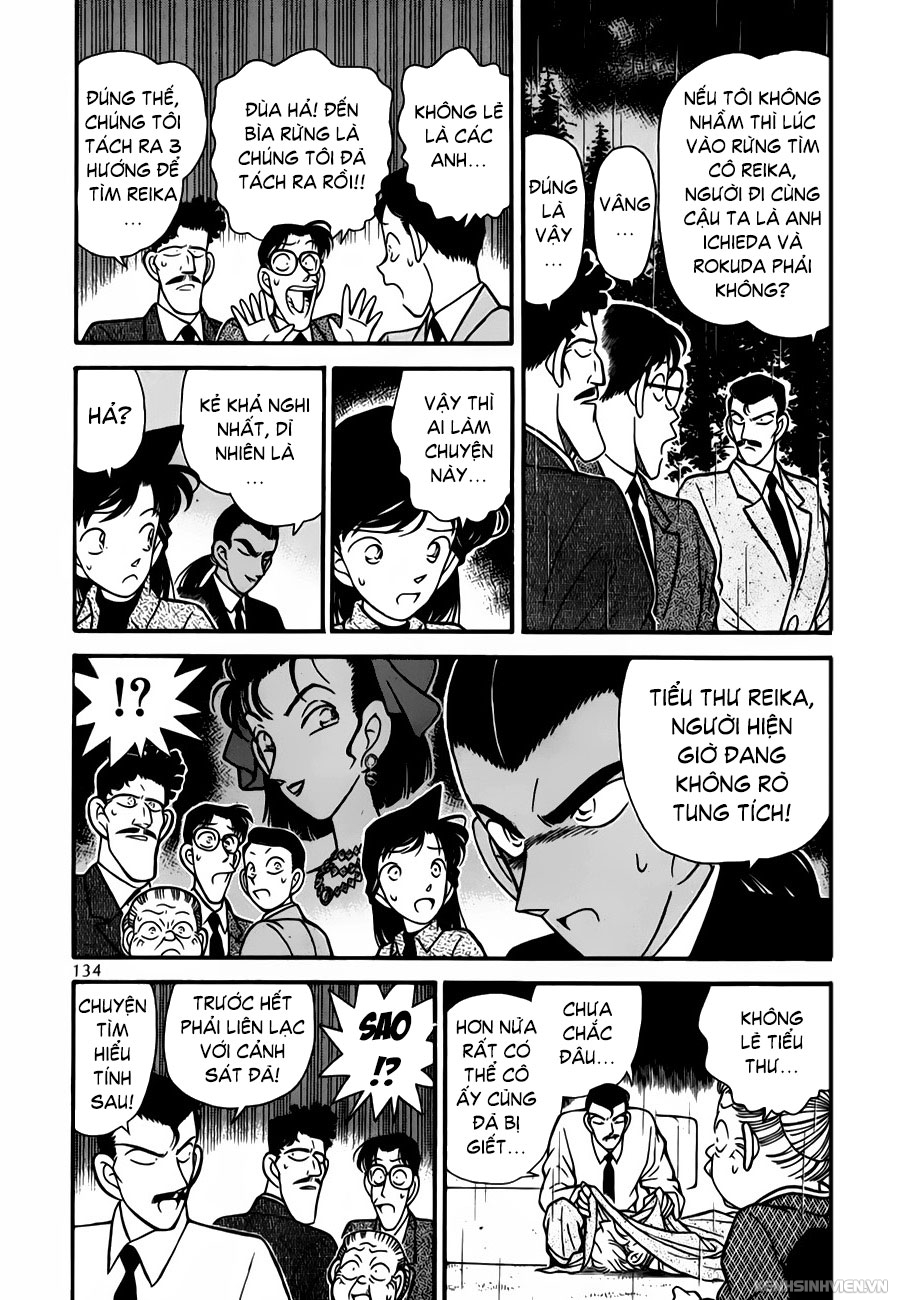 NẾU TÔI KHÔNG
NHẦM THÌ LÚC
VÀO RỪNG TÌM
CÔ REIKA,
NGƯỜI ĐI CÙNG
CẬU TA LÀ ANH
ICHIEDA VÀ
ROKUDA PHẢI
KHÔNG?
VÂNG
...
ĐÚNG
LÀ
VẬY...
KHÔNG LẼ
LÀ CÁC
ANH...
ĐÙA HẢ! ĐẾN
BÌA RỪNG LÀ
CHÚNG TÔI ĐÃ
TÁCH RA RỒI!!
ĐÚNG THẾ,
CHÚNG TÔI
TÁCH RA 3
HƯỚNG ĐỂ
TÌM REIKA
...
VẬY THÌ
AI LÀM
CHUYỆN
NÀY...
KẺ KHẢ NGHI
NHẤT, DĨ
NHIÊN LÀ
...
HẢ?
TIỂU THƯ REIKA,
NGƯỜI HIỆN
GIỜ ĐANG
KHÔNG RÕ
TUNG TÍCH!
!?
134
KHÔNG
LẼ TIỂU
THƯ...
CHƯA
CHẮC
ĐÂU...
HƠN NỮA
RẤT CÓ
THỂ CÔ
ẤY CŨNG
ĐÃ BỊ
GIẾT...
SAO
!?
TRƯỚC HẾT
PHẢI LIÊN LẠC
VỚI CẢNH
SÁT ĐÃ!
CHUYỆN
TÌM
HIỂU
TÍNH
SAU!
KENHSINHVIEN.VN